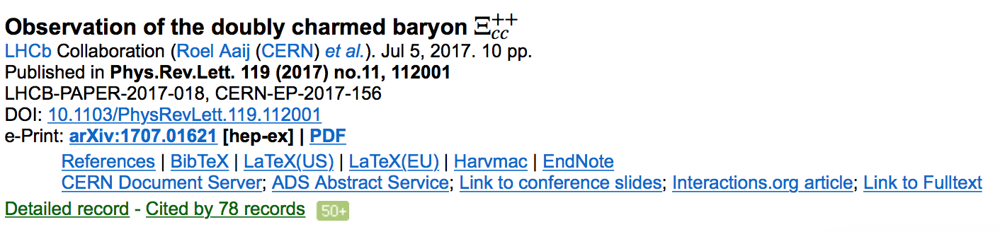 Observation of the doubly charmed baryon Ξ_{cc}^{++}
LHCb Collaboration (Roel Aaij (CERN) et al.). Jul 5, 2017. 10 pp.
Published in Phys.Rev.Lett. 119 (2017) no.11, 112001
LHCB-PAPER-2017-018, CERN-EP-2017-156
DOI: 10.1103/PhysRevLett.119.112001
e-Print: arXiv:1707.01621 [hep-ex] | PDF
References | BibTeX | LaTeX(US) | LaTeX(EU) | Harvmac | EndNote
CERN Document Server; ADS Abstract Service; Link to conference slides; Interactions.org article; Link to Fulltext
Detailed record - Cited by 78 records 50+